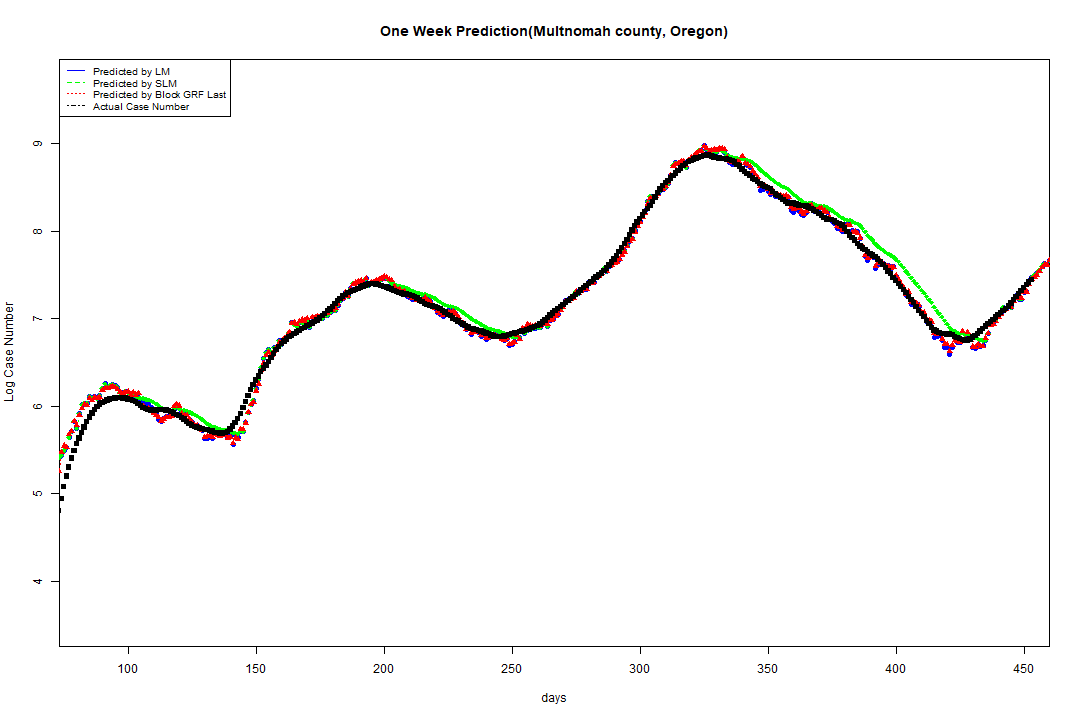 One Week Prediction(Multnomah county, Oregon)
Predicted by LM
Predicted by SLM
Predicted by Block GRF Last
Actual Case Number
9
8
7
6
5
4
Log Case Number
100 150 200 250 300 350 400 450
days